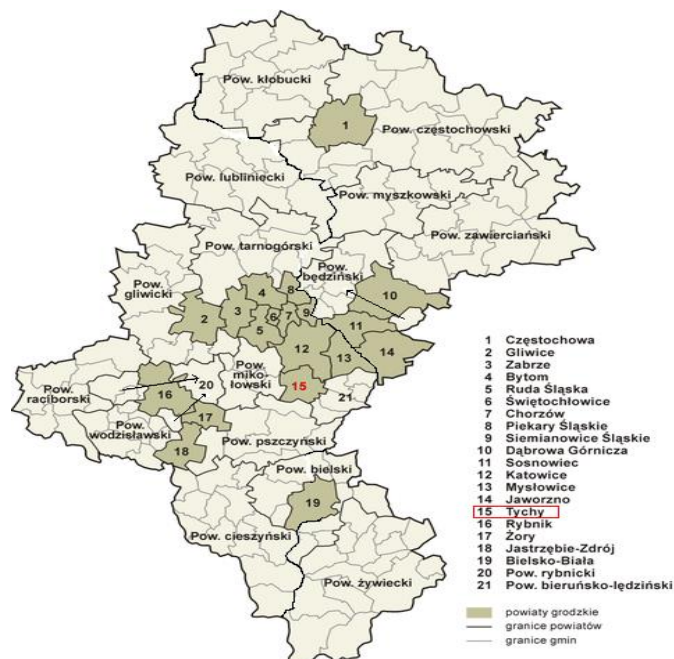 Pow. kłobucki
1
Pow. częstochowski
Pow. lubliniecki
Pow. myszkowski
Pow. tarnogórski
Pow. zawierciański
Pow.
będziński
Pow.
gliwicki
4
8
10
2
3
6
7
9
5
11
12
13
14
Pow.
miko-
łowski
15
20
21
Pow.
raciborski
16
17
Pow.
wodzisławski
18
Pow. pszczyński
Pow. bielski
19
Pow. cieszyński
Pow. żywiecki
1 Częstochowa
2 Gliwice
3 Zabrze
4 Bytom
5 Ruda Śląska
6 Świętochłowice
7 Chorzów
8 Piekary Śląskie
9 Siemianowice Śląskie
10 Dąbrowa Górnicza
11 Sosnowiec
12 Katowice
13 Mysłowice
14 Jaworzno
15 Tychy
16 Rybnik
17 Żory
18 Jastrzębie-Zdrój
19 Bielsko-Biała
20 Pow. rybnicki
21 Pow. bieruńsko-lędziński
powiaty grodzkie
granice powiatów
granice gmin